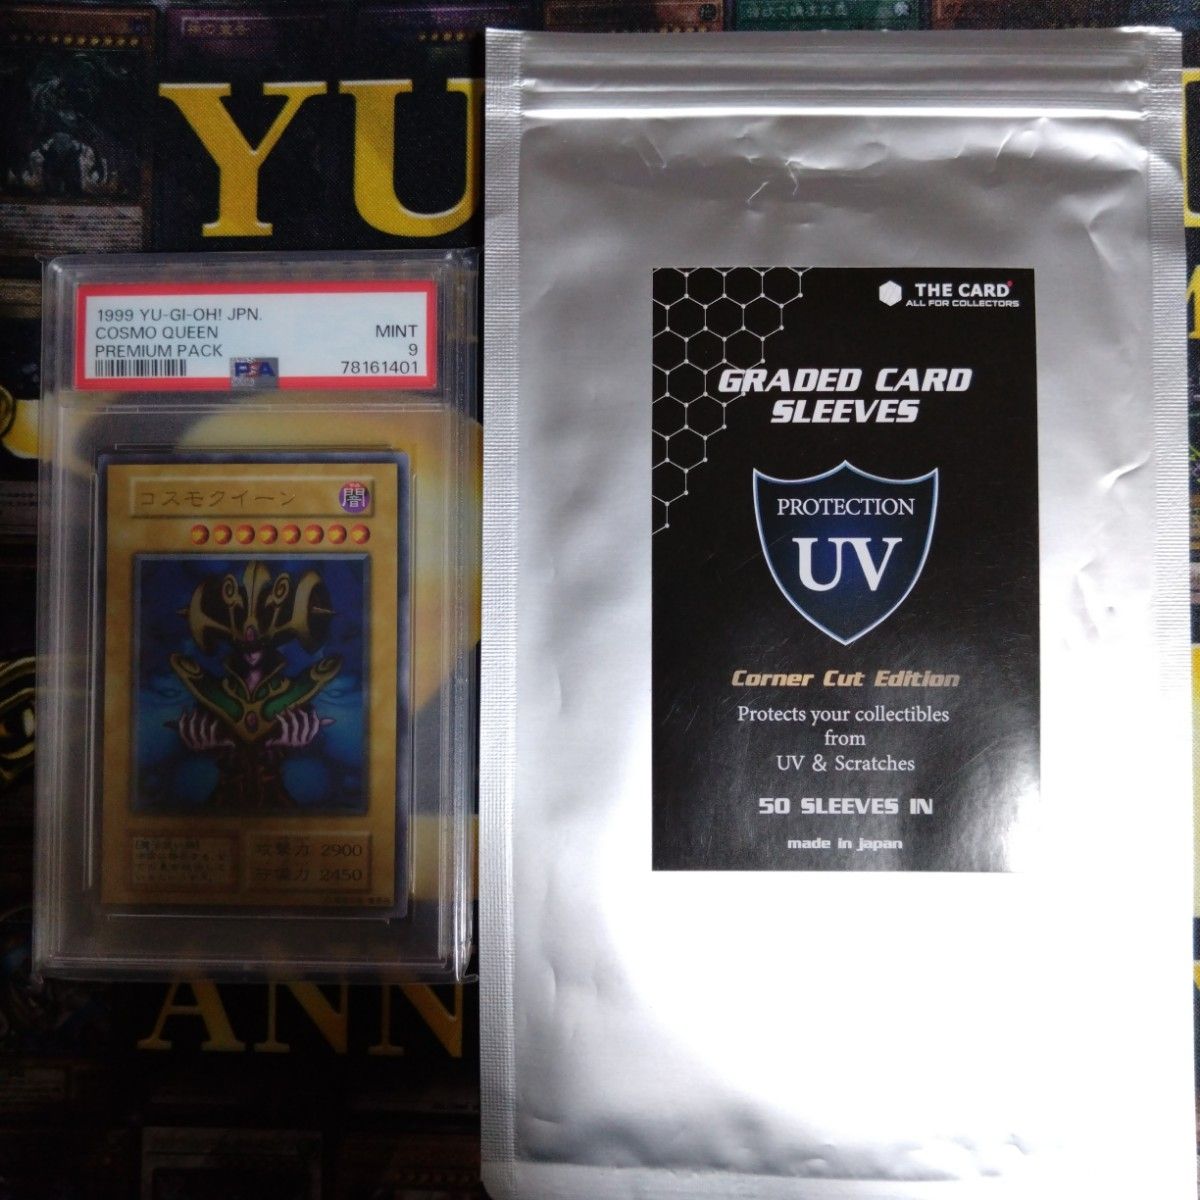 YU
1999 YU-GI-OH! JPN.
COSMO QUEEN
MINT
PREMIUM PACK
9
PSA
78161401
コスモクイーン
闇
攻撃力 2900
守備力 2450
ANN
THE CARD
ALL FOR COLLECTORS
GRADED CARD
SLEEVES
PROTECTION
UV
Corner Cut Edition
Protects your collectibles
from
UV & Scratches
50 SLEEVES IN
made in japan